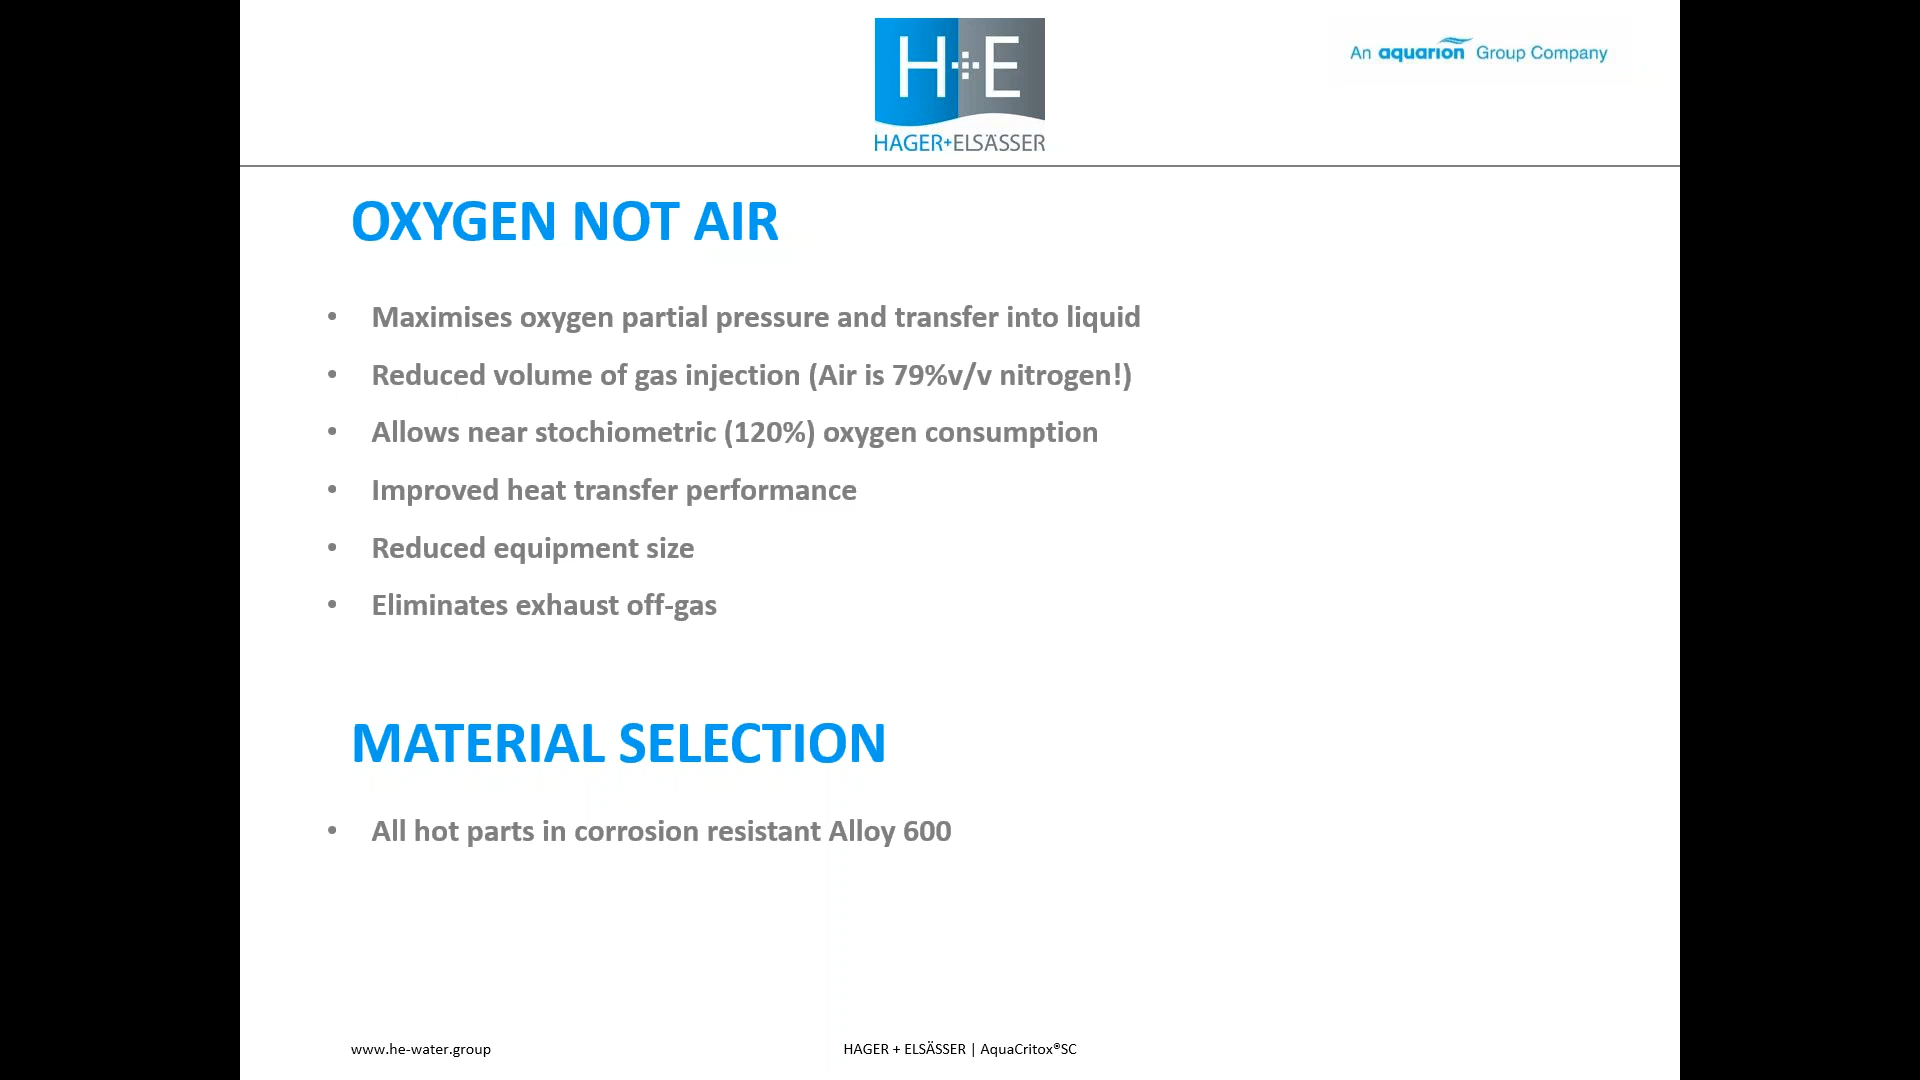 H+E
HAGER+ELSÄSSER
An aquarion Group Company
OXYGEN NOT AIR
• Maximises oxygen partial pressure and transfer into liquid
• Reduced volume of gas injection (Air is 79%v/v nitrogen!)
• Allows near stochiometric (120%) oxygen consumption
• Improved heat transfer performance
• Reduced equipment size
• Eliminates exhaust off-gas
MATERIAL SELECTION
• All hot parts in corrosion resistant Alloy 600
www.he-water.group
HAGER + ELSÄSSER | AquaCritox®SC